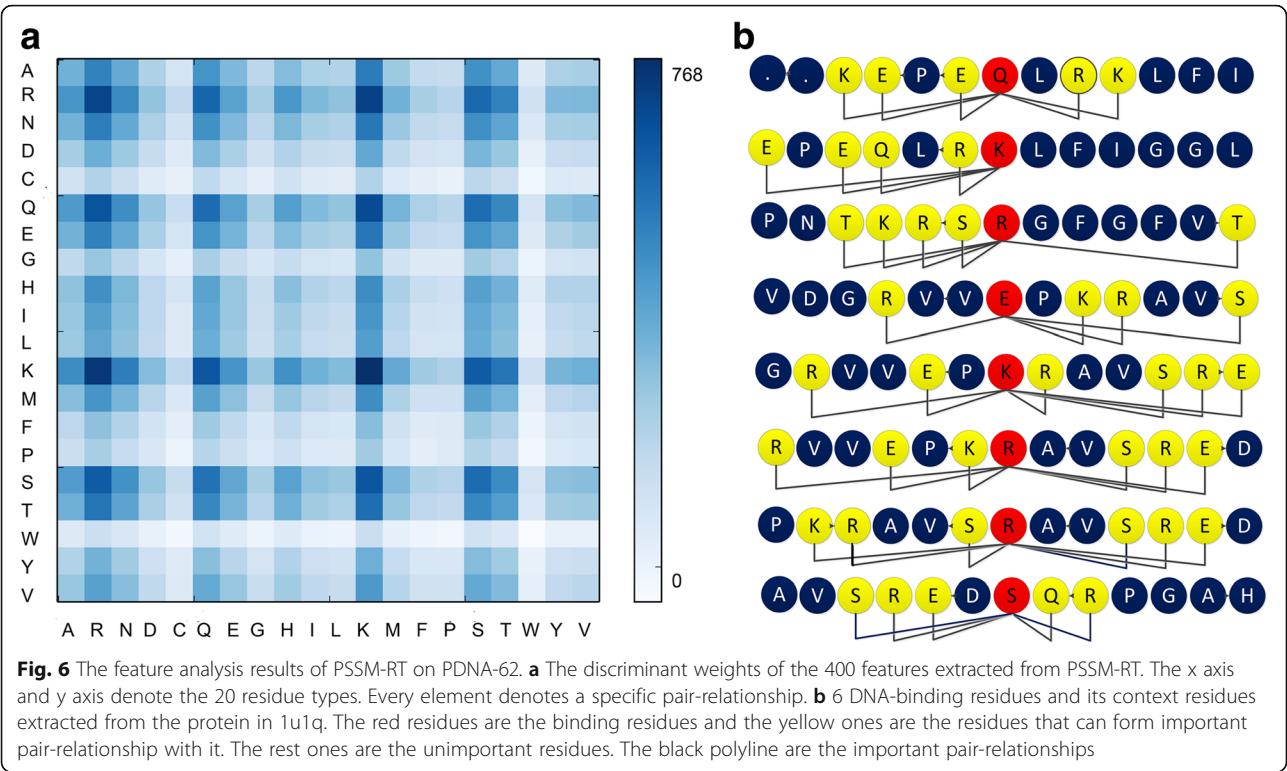 a
b
A
R
N
D
C
Q
E
G
H
I
L
K
M
F
P
S
T
W
Y
V
A R N D C Q E G H I L K M F P S T W Y V
768
0
. . K E P E Q L R K L F I
E P E Q L R K L F I G G L
P N T K R S R G F G F V T
V D G R V V E P K R A V S
G R V V E P K R A V S R E
R V V E P K R A V S R E D
P K R A V S R A V S R E D
A V S R E D S Q R P G A H
Fig. 6 The feature analysis results of PSSM-RT on PDNA-62. a The discriminant weights of the 400 features extracted from PSSM-RT. The x axis
and y axis denote the 20 residue types. Every element denotes a specific pair-relationship. b 6 DNA-binding residues and its context residues
extracted from the protein in 1u1q. The red residues are the binding residues and the yellow ones are the residues that can form important
pair-relationship with it. The rest ones are the unimportant residues. The black polyline are the important pair-relationships